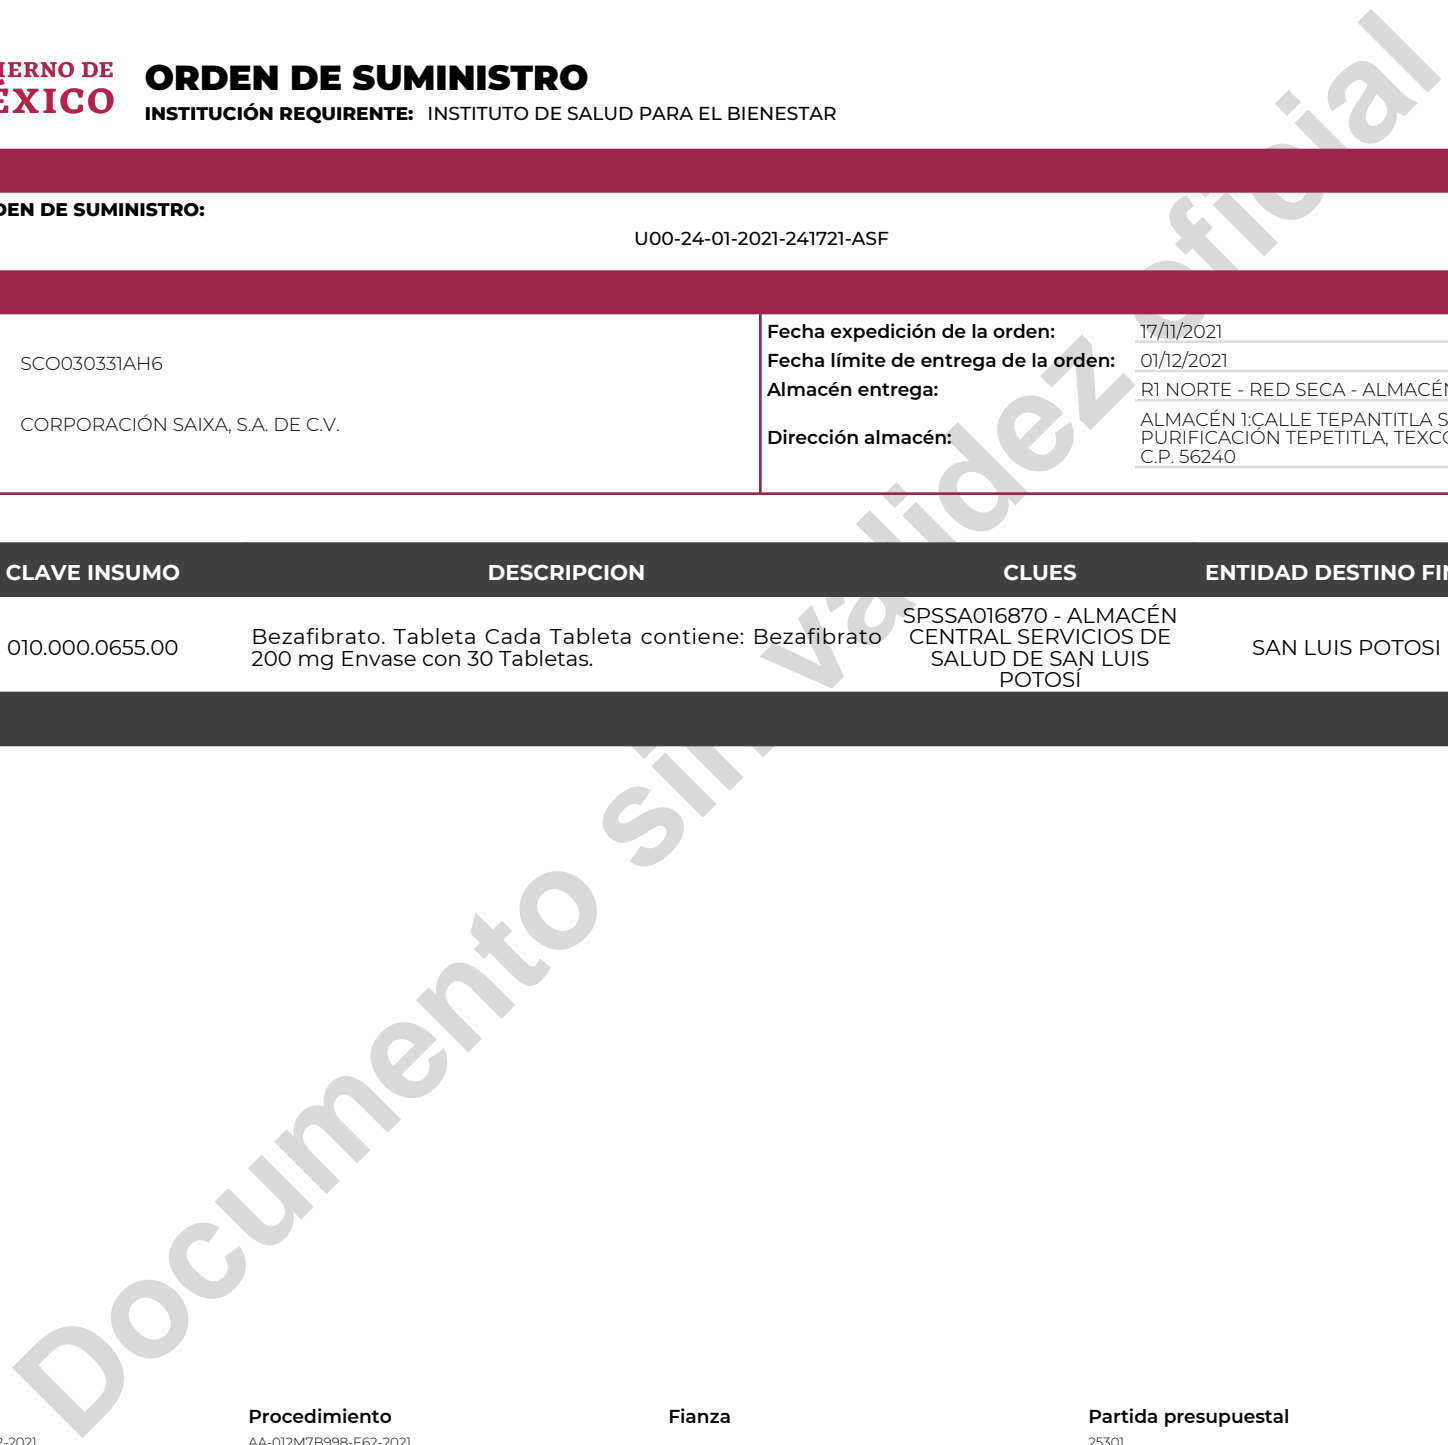 IERNO DE
ÉXICO
ORDEN DE SUMINISTRO
INSTITUCIÓN REQUIRENTE: INSTITUTO DE SALUD PARA EL BIENESTAR
DEN DE SUMINISTRO:
U00-24-01-2021-241721-ASF
SCO030331AH6
CORPORACIÓN SAIXA, S.A. DE C.V.
Fecha expedición de la orden: 17/11/2021
Fecha límite de entrega de la orden: 01/12/2021
Almacén entrega: R1 NORTE - RED SECA - ALMACÉN
Dirección almacén: ALMACÉN 1:CALLE TEPANTITLA S
PURIFICACIÓN TEPETITLA, TEXCO
C.P. 56240
CLAVE INSUMO DESCRIPCION CLUES ENTIDAD DESTINO FIN
010.000.0655.00
Bezafibrato. Tableta Cada Tableta contiene: Bezafibrato
200 mg Envase con 30 Tabletas.
SPSSA016870 - ALMACÉN
CENTRAL SERVICIOS DE
SALUD DE SAN LUIS
POTOSÍ
SAN LUIS POTOSI
Documento sin validez oficial
Procedimiento Fianza Partida presupuestal
2-2021 AA-012M7B998-E62-2021 25301